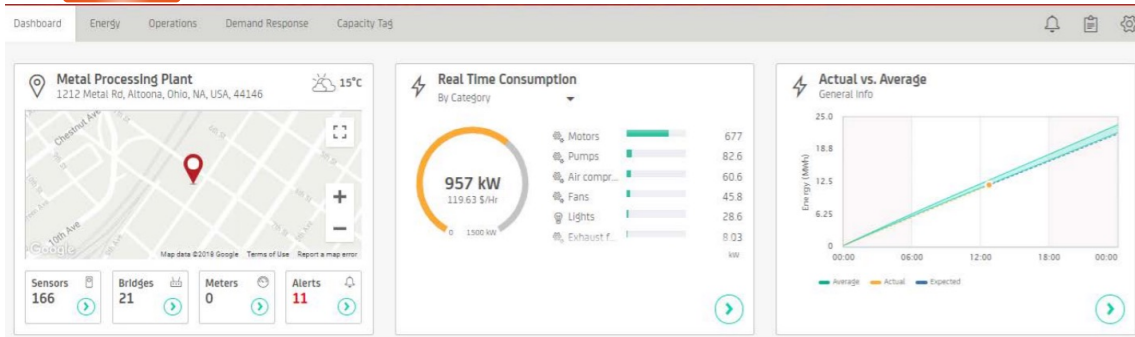 Dashboard Energy Operations Demand Response Capacity Tag
Metal Processing Plant
1212 Metal Rd, Altoona, Ohio, NA, USA, 44146
15°C
Chestnut Ave
10th Ave
Google
Map data ©2018 Google Terms of Use Report a map error
Sensors
166
Bridges
21
Meters
0
Alerts
11
Real Time Consumption
By Category
957 kW
119.63 $/Hr
0 1500 kW
Motors 677
Pumps 82.6
Air compr... 60.6
Fans 45.8
Lights 28.6
Exhaust f... 8.03
kW
Actual vs. Average
General Info
Energy (MWh)
25.0
18.8
12.5
6.25
0
00:00 06:00 12:00 18:00 00:00
Average Actual Expected